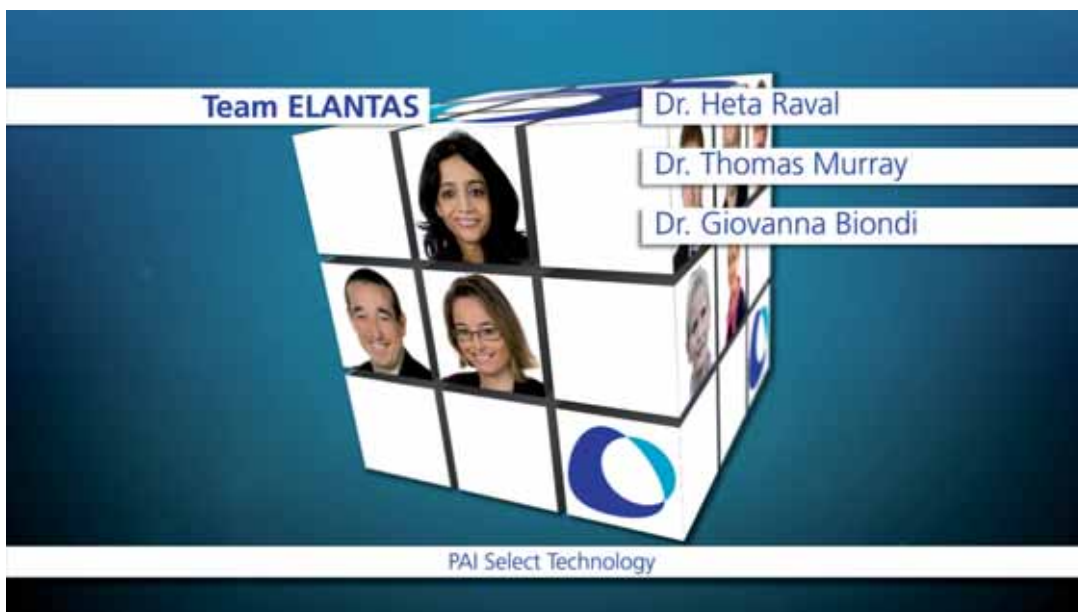 Team ELANTAS
Dr. Heta Raval
Dr. Thomas Murray
Dr. Giovanna Biondi
PAI Select Technology